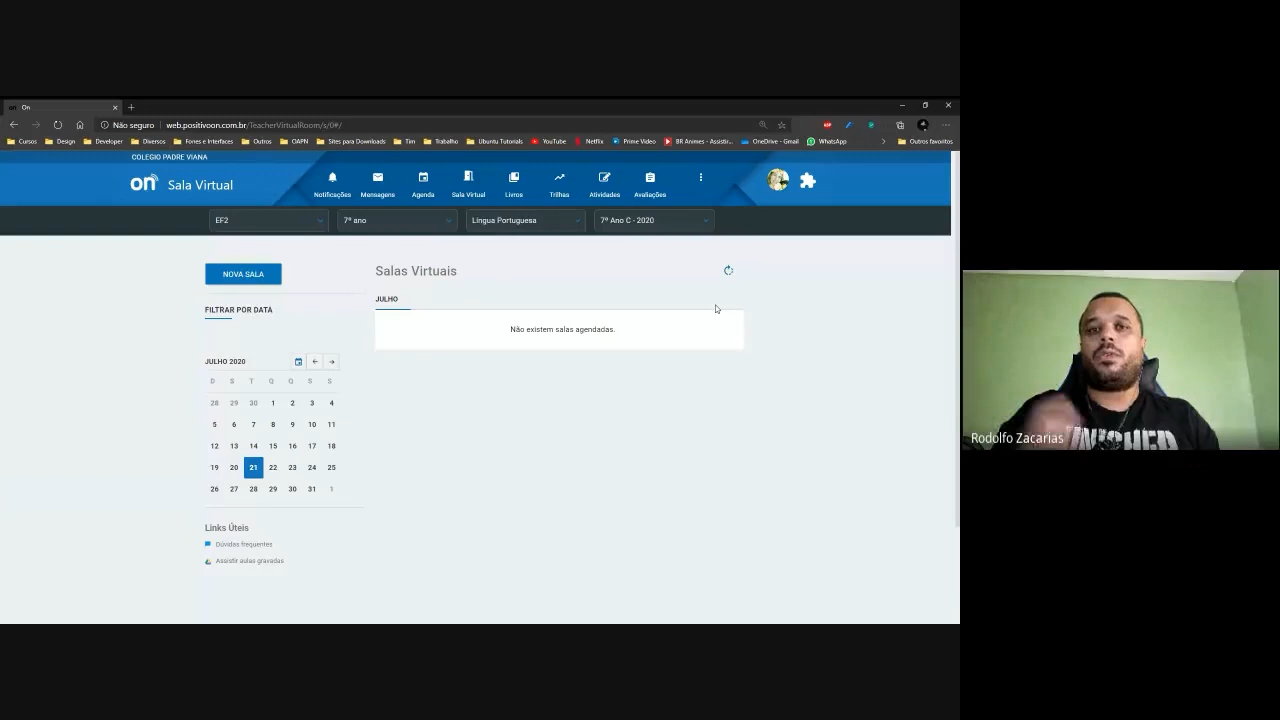 On
Não seguro web.positivoon.com.br/TeacherVirtualRoom/s/0#/
Cursos Design Developer Diversos Fones e Interfaces Outros OAPN Sites para Downloads Tim Trabalho Ubuntu Tutorials YouTube Netflix Prime Video BR Animes - Assistir... OneDrive - Gmail WhatsApp Outros favoritos
COLEGIO PADRE VIANA
on Sala Virtual
Notificações Mensagens Agenda Sala Virtual Livros Trilhas Atividades Avaliações
EF2 7º ano Língua Portuguesa 7º Ano C - 2020
NOVA SALA
Salas Virtuais
JULHO
FILTRAR POR DATA
Não existem salas agendadas.
JULHO 2020
D S T Q Q S S
28 29 30 1 2 3 4
5 6 7 8 9 10 11
12 13 14 15 16 17 18
19 20 21 22 23 24 25
26 27 28 29 30 31 1
Links Úteis
Dúvidas frequentes
Assistir aulas gravadas
Rodolfo Zacarias